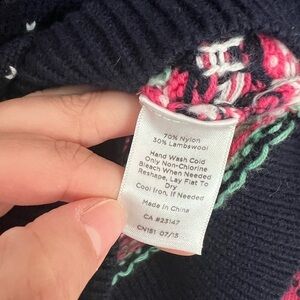 70% Nylon
30% Lambswool
Hand Wash Cold
Only Non-Chlorine
Bleach When Needed
Reshape, Lay Flat To
Dry
Cool Iron, If Needed
Made In China
CA #23147
CN181 07/15